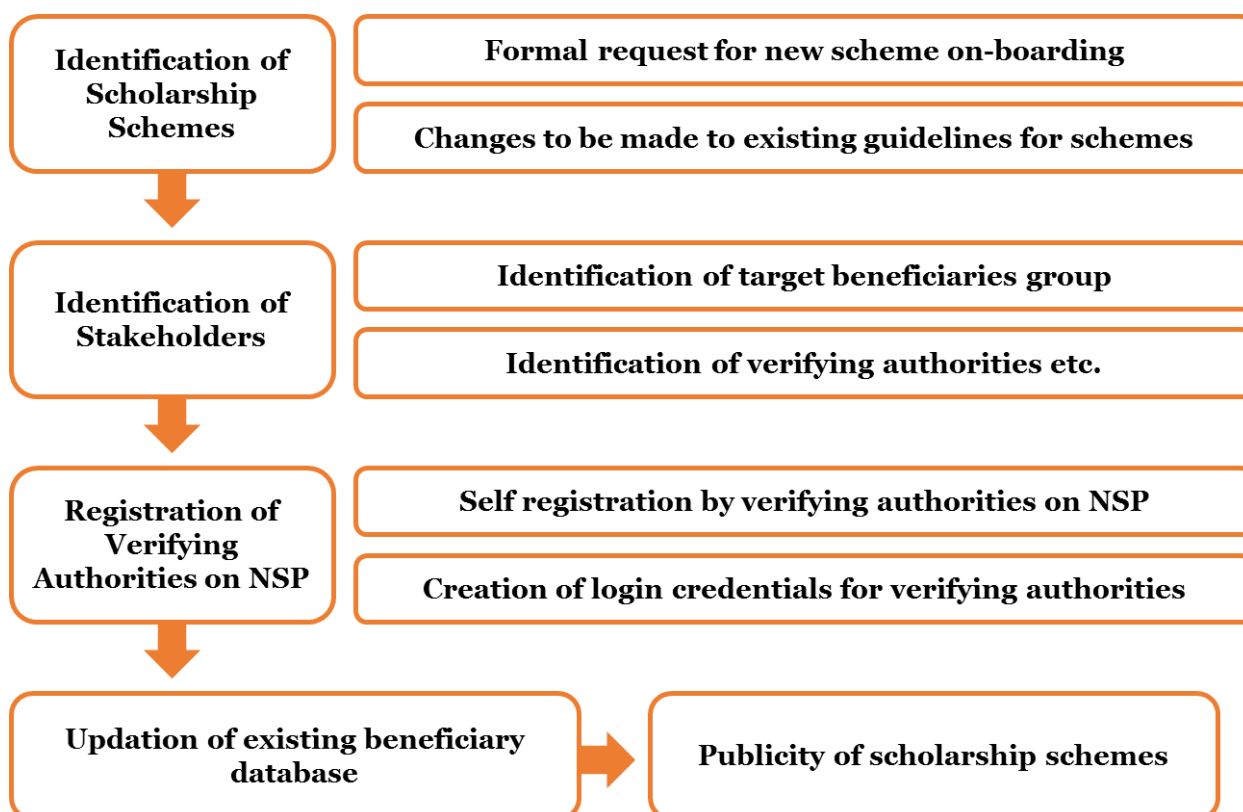 Identification of
Scholarship
Schemes
Formal request for new scheme on-boarding
Changes to be made to existing guidelines for schemes
Identification of
Stakeholders
Identification of target beneficiaries group
Identification of verifying authorities etc.
Registration of
Verifying
Authorities on NSP
Self registration by verifying authorities on NSP
Creation of login credentials for verifying authorities
Updation of existing beneficiary
database
Publicity of scholarship schemes